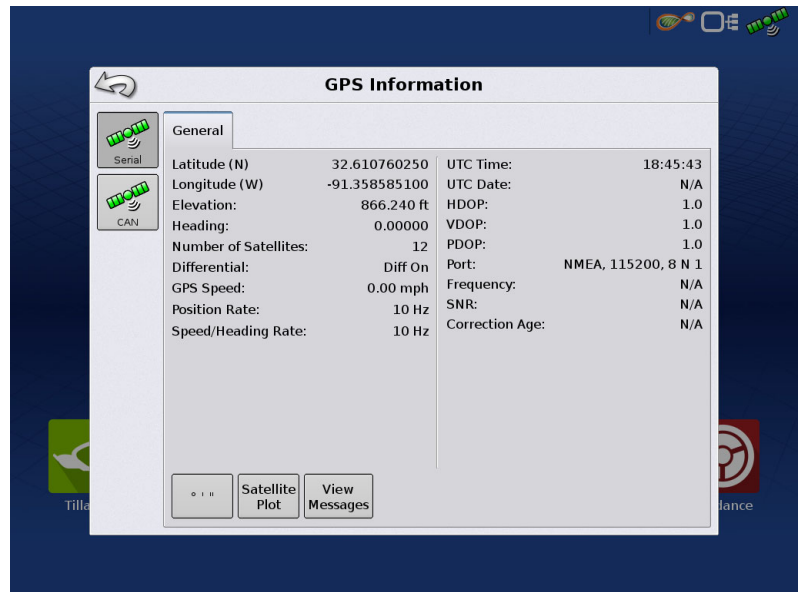 GPS Information
Serial
CAN
General
Latitude (N) 32.610760250
Longitude (W) -91.358585100
Elevation: 866.240 ft
Heading: 0.00000
Number of Satellites: 12
Differential: Diff On
GPS Speed: 0.00 mph
Position Rate: 10 Hz
Speed/Heading Rate: 10 Hz
UTC Time: 18:45:43
UTC Date: N/A
HDOP: 1.0
VDOP: 1.0
PDOP: 1.0
Port: NMEA, 115200, 8 N 1
Frequency: N/A
SNR: N/A
Correction Age: N/A
° ' "
Satellite
Plot
View
Messages
Tilla
dance